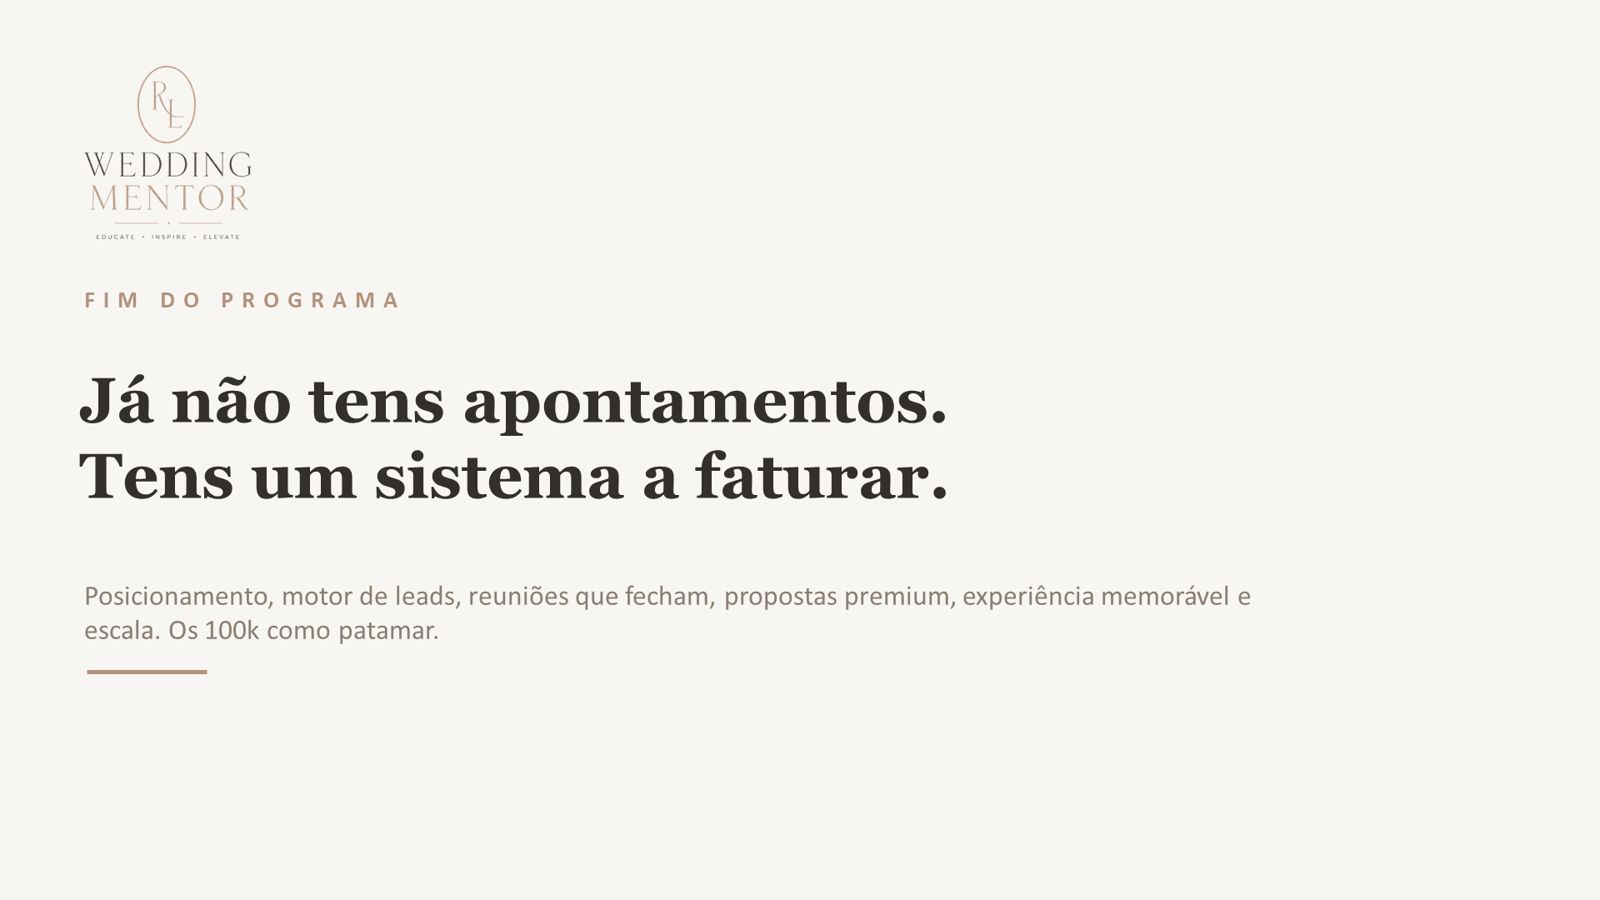 RL
WEDDING
MENTOR
EDUCATE • INSPIRE • ELEVATE
FIM DO PROGRAMA
Já não tens apontamentos.
Tens um sistema a faturar.
Posicionamento, motor de leads, reuniões que fecham, propostas premium, experiência memorável e
escala. Os 100k como patamar.